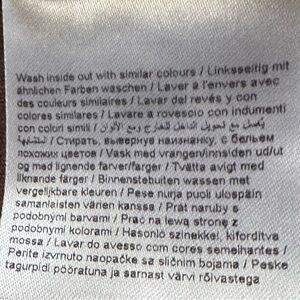 Wash inside out with similar colours / Linksseitig mit
ähnlichen Farben waschen / Laver à l'envers avec
des couleurs similaires / Lavar del revés y con
colores similares / Lavare a rovescio con indumenti
con colori simili / يُغسل مع تحويل الداخل للخارج ومع الألوان
لمشابهة / Стирать, вывернув наизнанку, с бельем
похожих цветов / Vask med vrangen/innsiden ud/ut
og med lignende farver/farger / Tvätta avigt med
liknande färger / Binnenstebuiten wassen met
vergelijkbare kleuren / Pese nurja puoli ulospäin
samanlaisten värien kanssa / Prát naruby s
podobnými barvami / Prać na lewą stronę z
podobnymi kolorami / Hasonló színekkel, kifordítva
mossa / Lavar do avesso com cores semelhantes /
Perite izvrnuto naopačke sa sličnim bojama / Peske
tagurpidi pööratuna ja sarnast värvi rõivastega